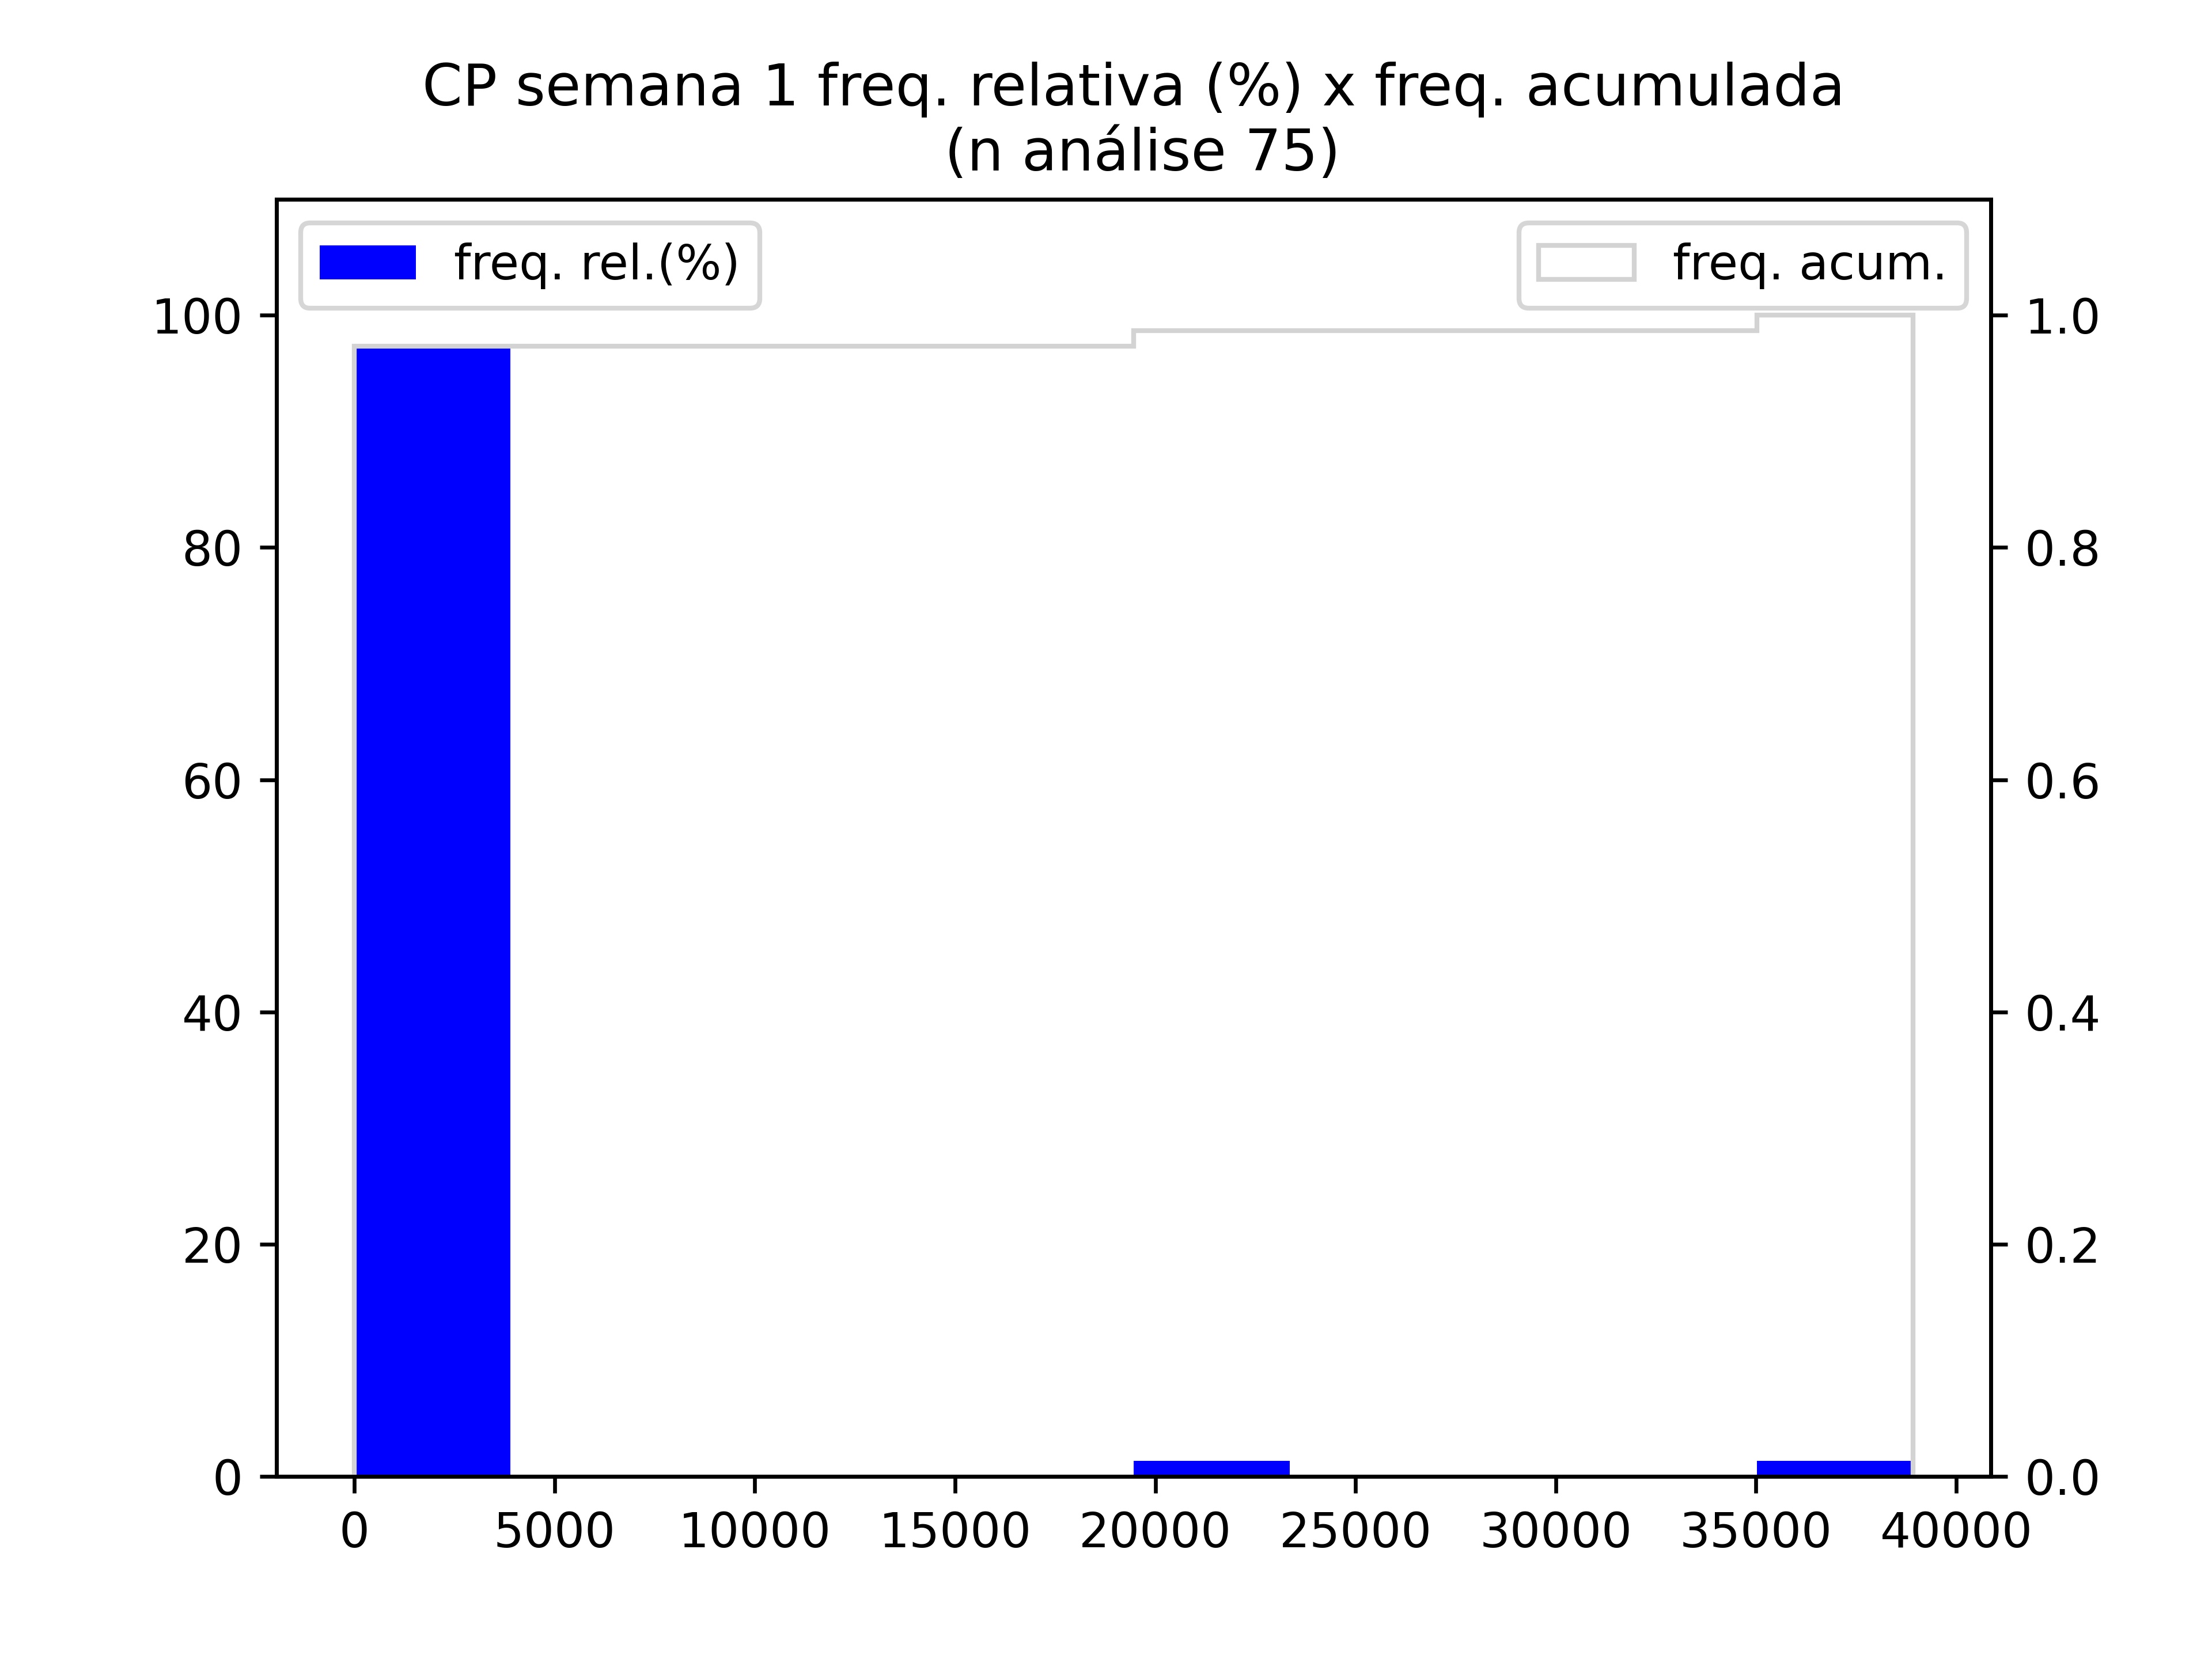 CP semana 1 freq. relativa (%) x freq. acumulada
(n análise 75)
freq. rel.(%)
freq. acum.
100
80
60
40
20
0
1.0
0.8
0.6
0.4
0.2
0.0
0 5000 10000 15000 20000 25000 30000 35000 40000